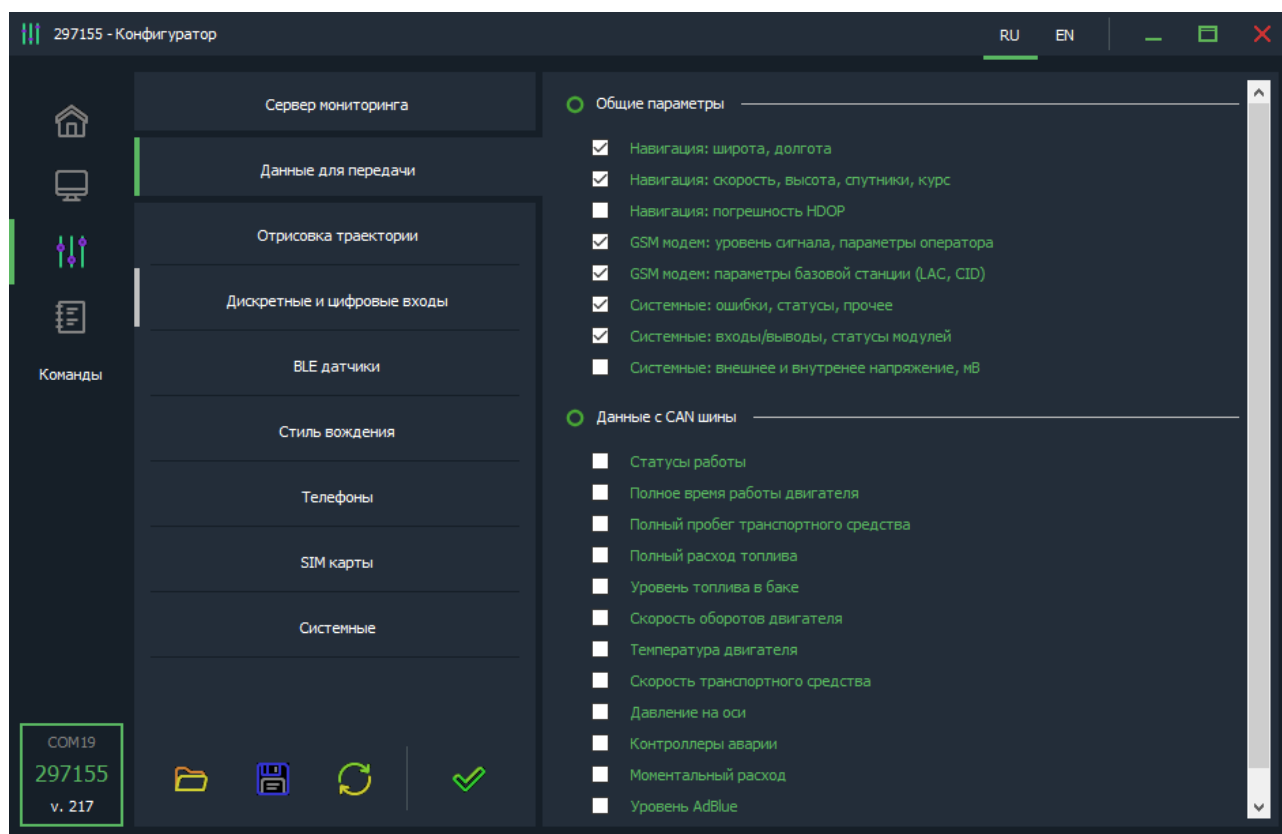 297155 - Конфигуратор
RU EN
Сервер мониторинга
Данные для передачи
Отрисовка траектории
Дискретные и цифровые входы
BLE датчики
Стиль вождения
Телефоны
SIM карты
Системные
Команды
COM19
297155
v. 217
Общие параметры
Навигация: широта, долгота
Навигация: скорость, высота, спутники, курс
Навигация: погрешность HDOP
GSM модем: уровень сигнала, параметры оператора
GSM модем: параметры базовой станции (LAC, CID)
Системные: ошибки, статусы, прочее
Системные: входы/выводы, статусы модулей
Системные: внешнее и внутренее напряжение, мВ
Данные с CAN шины
Статусы работы
Полное время работы двигателя
Полный пробег транспортного средства
Полный расход топлива
Уровень топлива в баке
Скорость оборотов двигателя
Температура двигателя
Скорость транспортного средства
Давление на оси
Контроллеры аварии
Моментальный расход
Уровень AdBlue